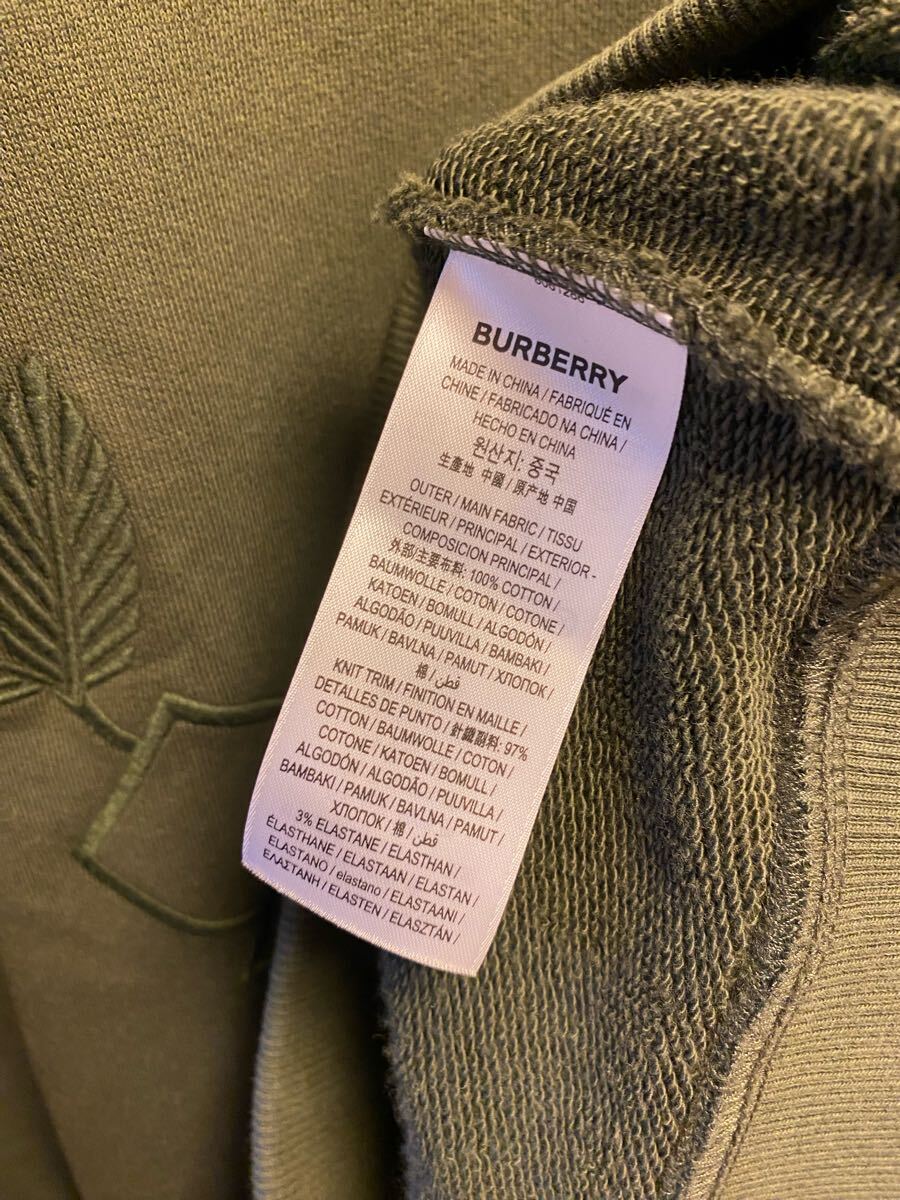 BURBERRY
MADE IN CHINA / FABRIQUÉ EN
CHINE / FABRICADO NA CHINA /
HECHO EN CHINA
원산지: 중국
生產地 中國 / 原产地 中国
OUTER / MAIN FABRIC / TISSU
EXTÉRIEUR / PRINCIPAL / EXTERIOR -
COMPOSICION PRINCIPAL /
外部/主要布料: 100% COTTON /
BAUMWOLLE / COTON / COTONE /
KATOEN / BOMULL / ALGODÓN /
ALGODÃO / PUUVILLA / BAMBAKI /
PAMUK / BAVLNA / PAMUT / ХЛОПОК /
棉 / قطن /
KNIT TRIM / FINITION EN MAILLE /
DETALLES DE PUNTO / 針織副料: 97%
COTTON / BAUMWOLLE / COTON /
COTONE / KATOEN / BOMULL /
ALGODÓN / ALGODÃO / PUUVILLA /
BAMBAKI / PAMUK / BAVLNA / PAMUT /
ХЛОПОК / 棉 / قطن /
3% ELASTANE / ELASTHAN /
ÉLASTHANE / ELASTAAN / ELASTAN /
ELASTANO / elastano / ELASTAANI /
ΕΛΑΣΤΑΝΗ / ELASTEN / ELASZTÁN /